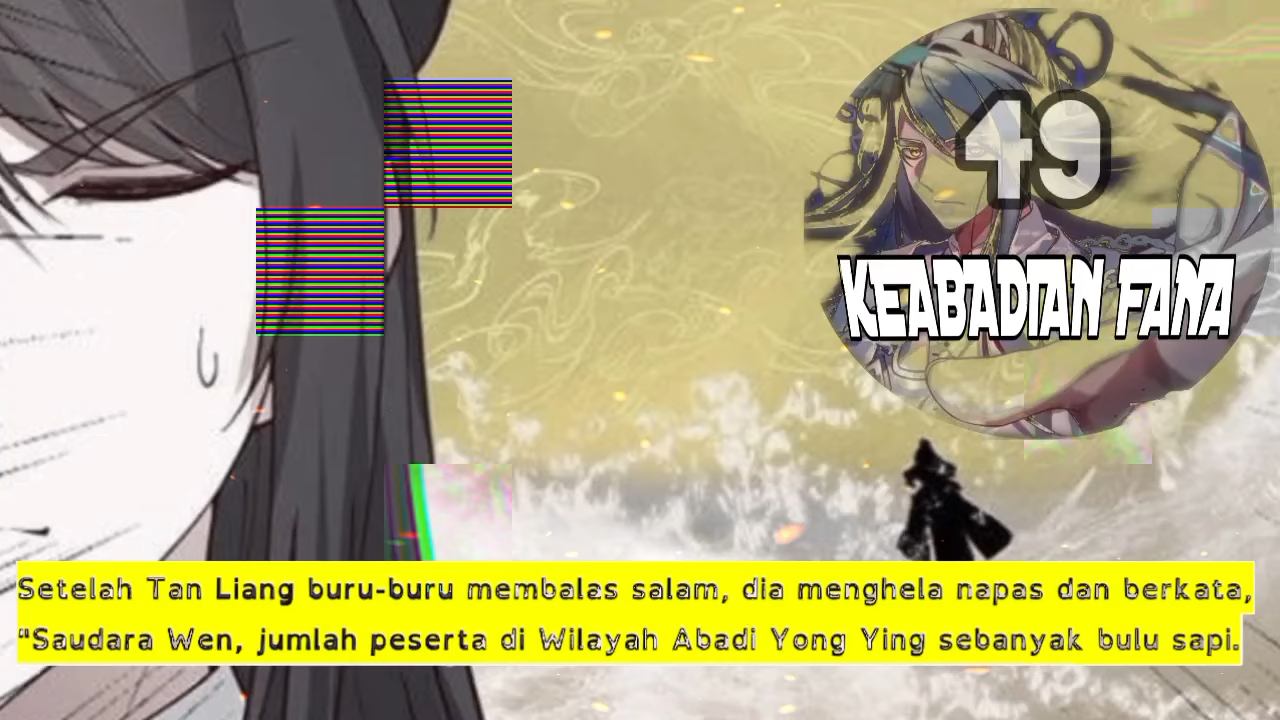 49
KEABADIAN FANA
Setelah Tan Liang buru-buru membalas salam, dia menghela napas dan berkata,
"Saudara Wen, jumlah peserta di Wilayah Abadi Yong Ying sebanyak bulu sapi.